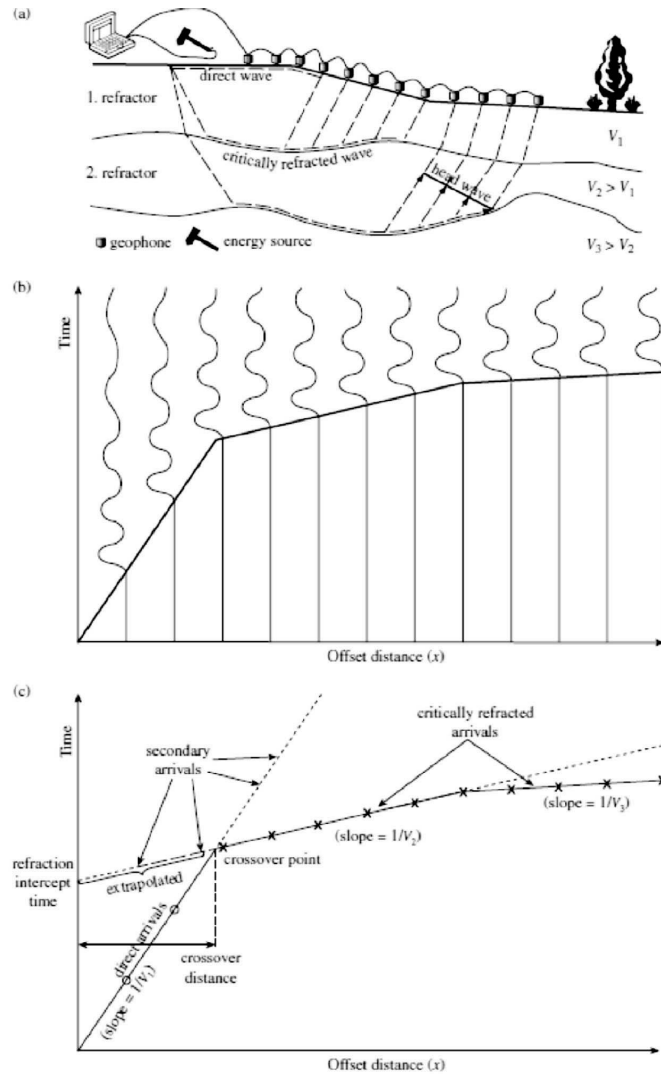 (a)
direct wave
1. refractor
critically refracted wave
V₁
2. refractor
head wave
V₂ > V₁
V₃ > V₂
geophone
energy source
(b)
Time
Offset distance (x)
(c)
Time
secondary
arrivals
critically refracted
arrivals
(slope = 1/V₃)
(slope = 1/V₂)
crossover point
refraction
intercept
time
extrapolated
direct arrivals
(slope = 1/V₁)
crossover
distance
Offset distance (x)